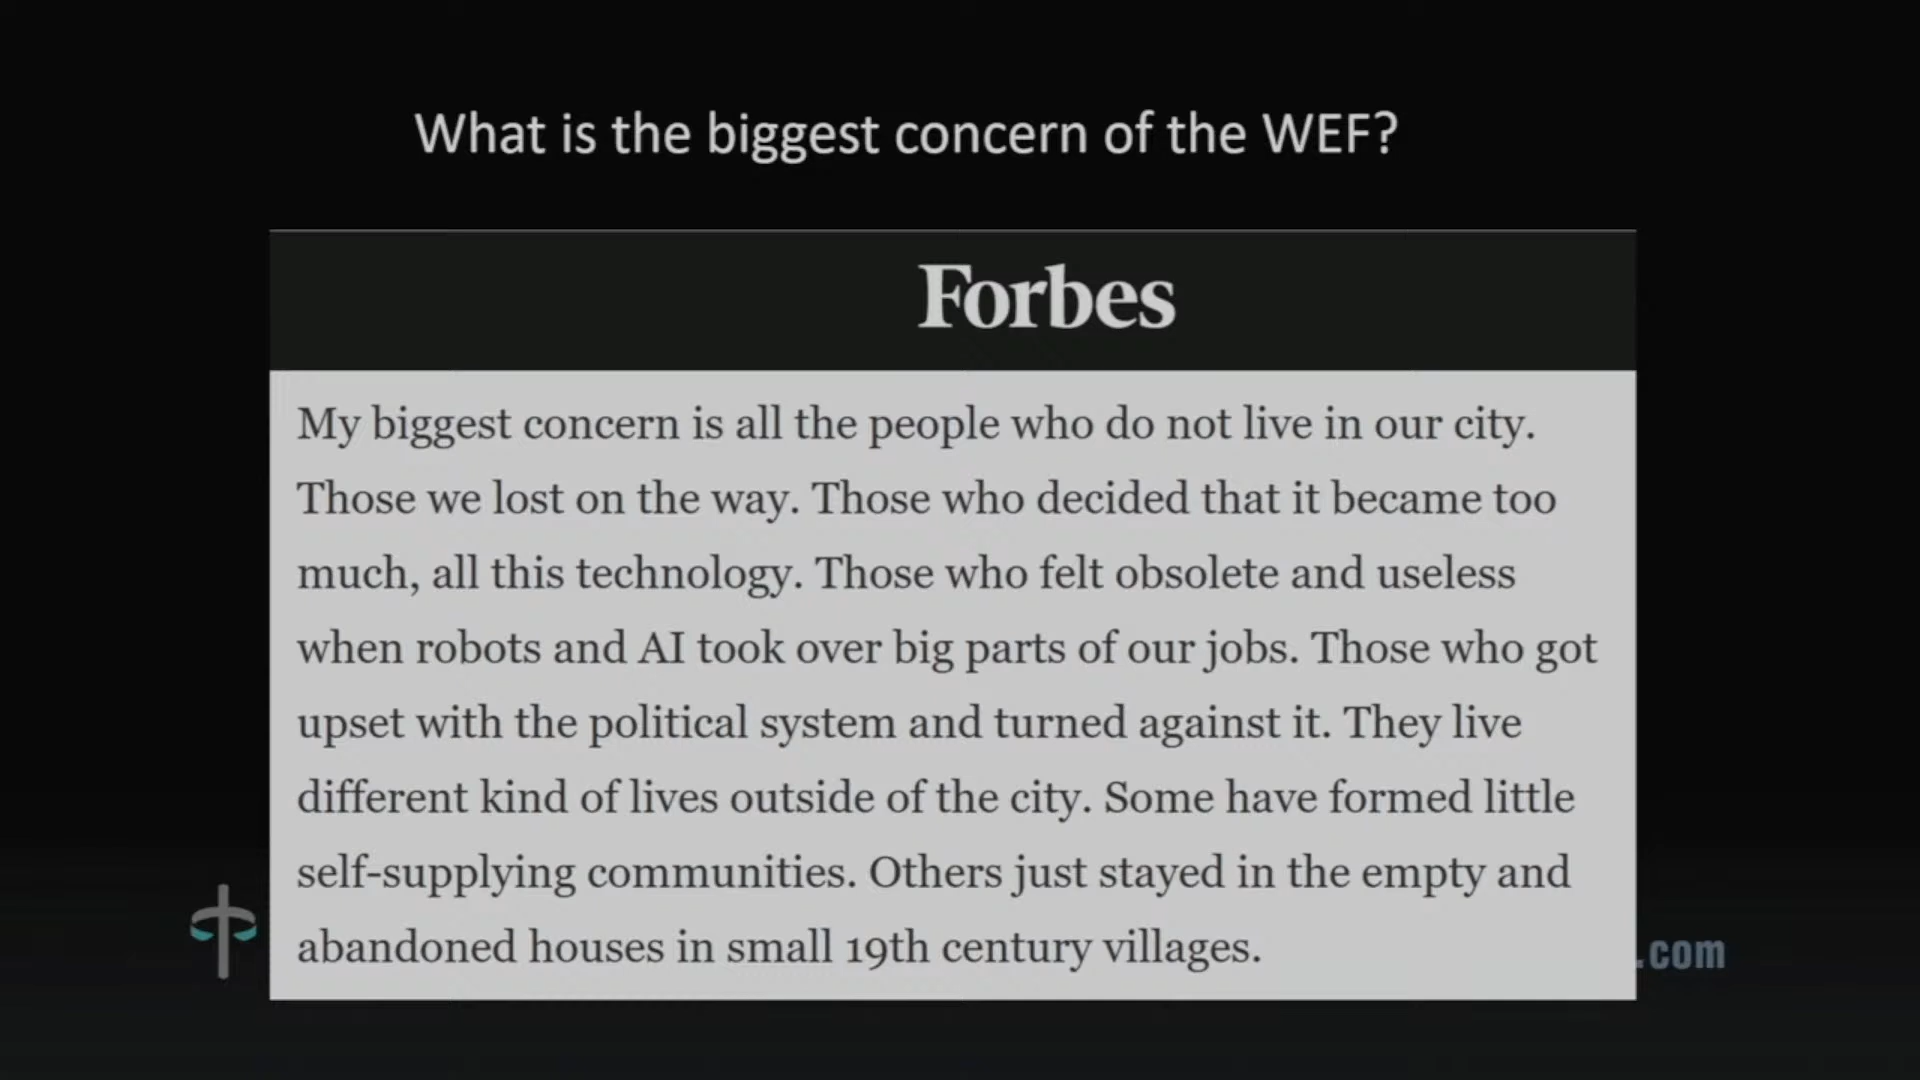 What is the biggest concern of the WEF?
Forbes
My biggest concern is all the people who do not live in our city.
Those we lost on the way. Those who decided that it became too
much, all this technology. Those who felt obsolete and useless
when robots and AI took over big parts of our jobs. Those who got
upset with the political system and turned against it. They live
different kind of lives outside of the city. Some have formed little
self-supplying communities. Others just stayed in the empty and
abandoned houses in small 19th century villages.
.com